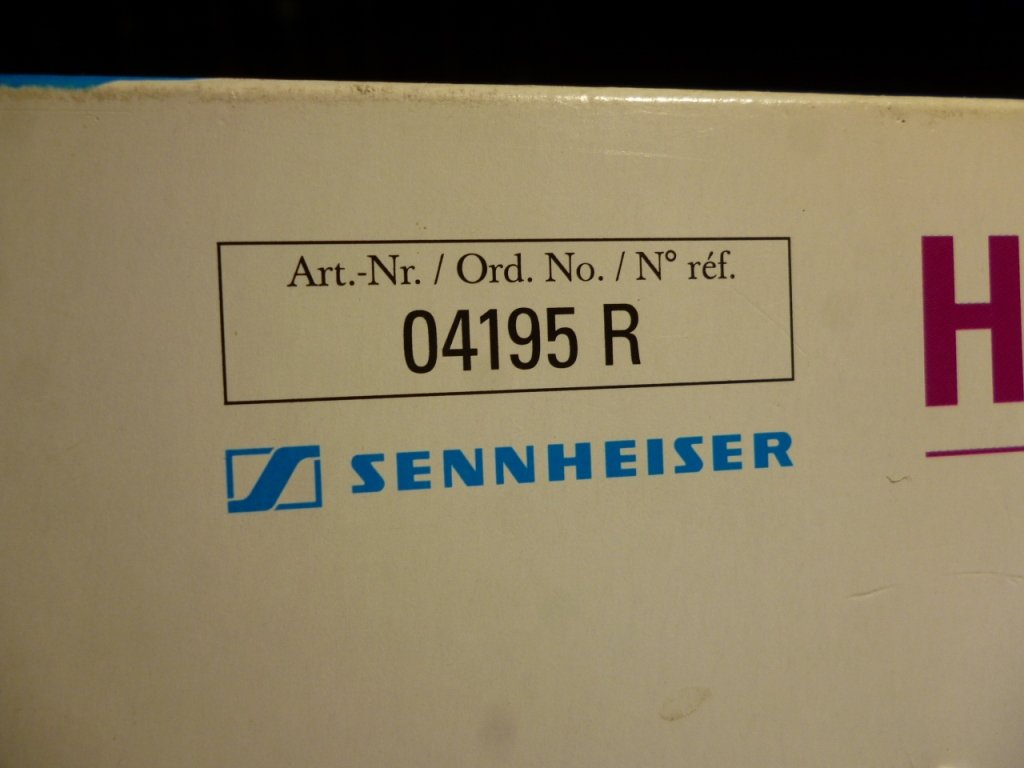 Art.-Nr. / Ord. No. / N° réf.
04195 R
SENNHEISER
H